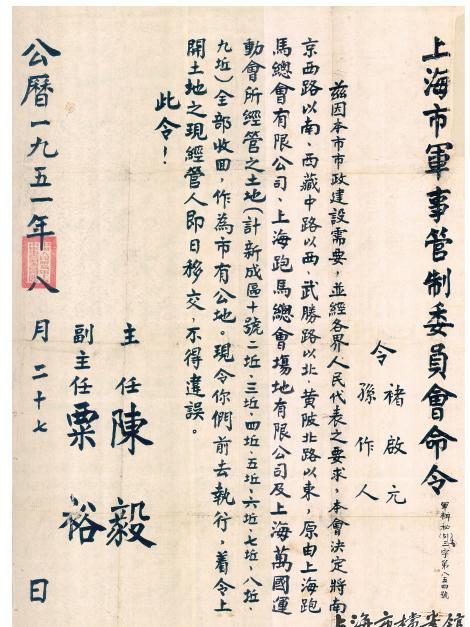 上海市軍事管制委員會命令
軍秘(51)三字第八五四號
令 褚啟元
孫作人
茲因本市市政建設需要，並經各界人民代表之要求，本會決定將南
京西路以南、西藏中路以西、武勝路以北、黄陂北路以東，原由上海跑
馬總會有限公司、上海跑馬總會場地有限公司及上海萬國運
動會所經管之土地(計新成區十號二坵·三坵·四坵·五坵·六坵·七坵·八坵·
九坵)全部收回，作為市有公地。現令你們前去執行，着令上
開土地之現經管人即日移交，不得違誤。
此令！
主任 陳毅
副主任 粟裕
公曆一九五一年八月二十七日
上海市檔案館